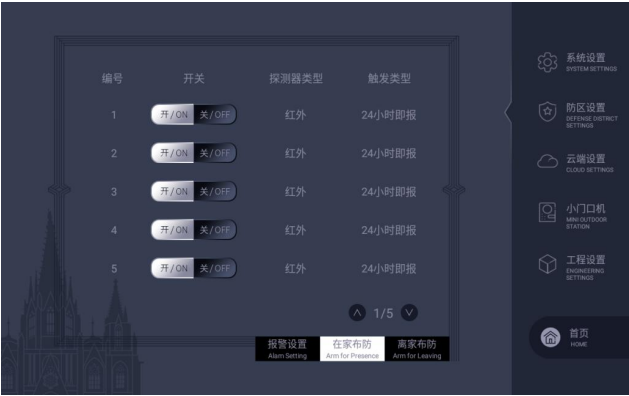 编号 开关 探测器类型 触发类型
1 开/ON 关/OFF 红外 24小时即报
2 开/ON 关/OFF 红外 24小时即报
3 开/ON 关/OFF 红外 24小时即报
4 开/ON 关/OFF 红外 24小时即报
5 开/ON 关/OFF 红外 24小时即报
1/5
报警设置 在家布防 离家布防
Alam Setting Arm for Presence Arm for Leaving
系统设置
SYSTEM SETTINGS
防区设置
DEFENSE DISTRICT
SETTINGS
云端设置
CLOUD SETTINGS
小门口机
MINI OUTDOOR
STATION
工程设置
ENGINEERING
SETTINGS
首页
HOME